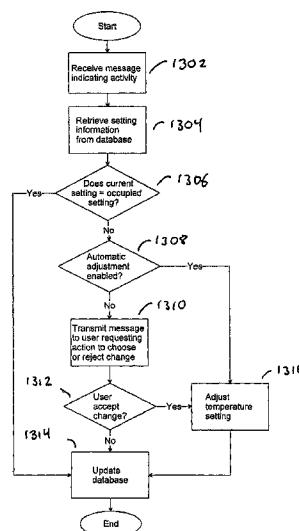 Start
Receive message
indicating activity
1302
Retrieve setting
information
from database
1304
Does current
setting = occupied
setting?
1306
Yes
No
Automatic
adjustment
enabled?
1308
Yes
No
Transmit message
to user requesting
action to choose
or reject change
1310
1312
User
accept
change?
Yes
Adjust
temperature
setting
No
1314
Update
database
End